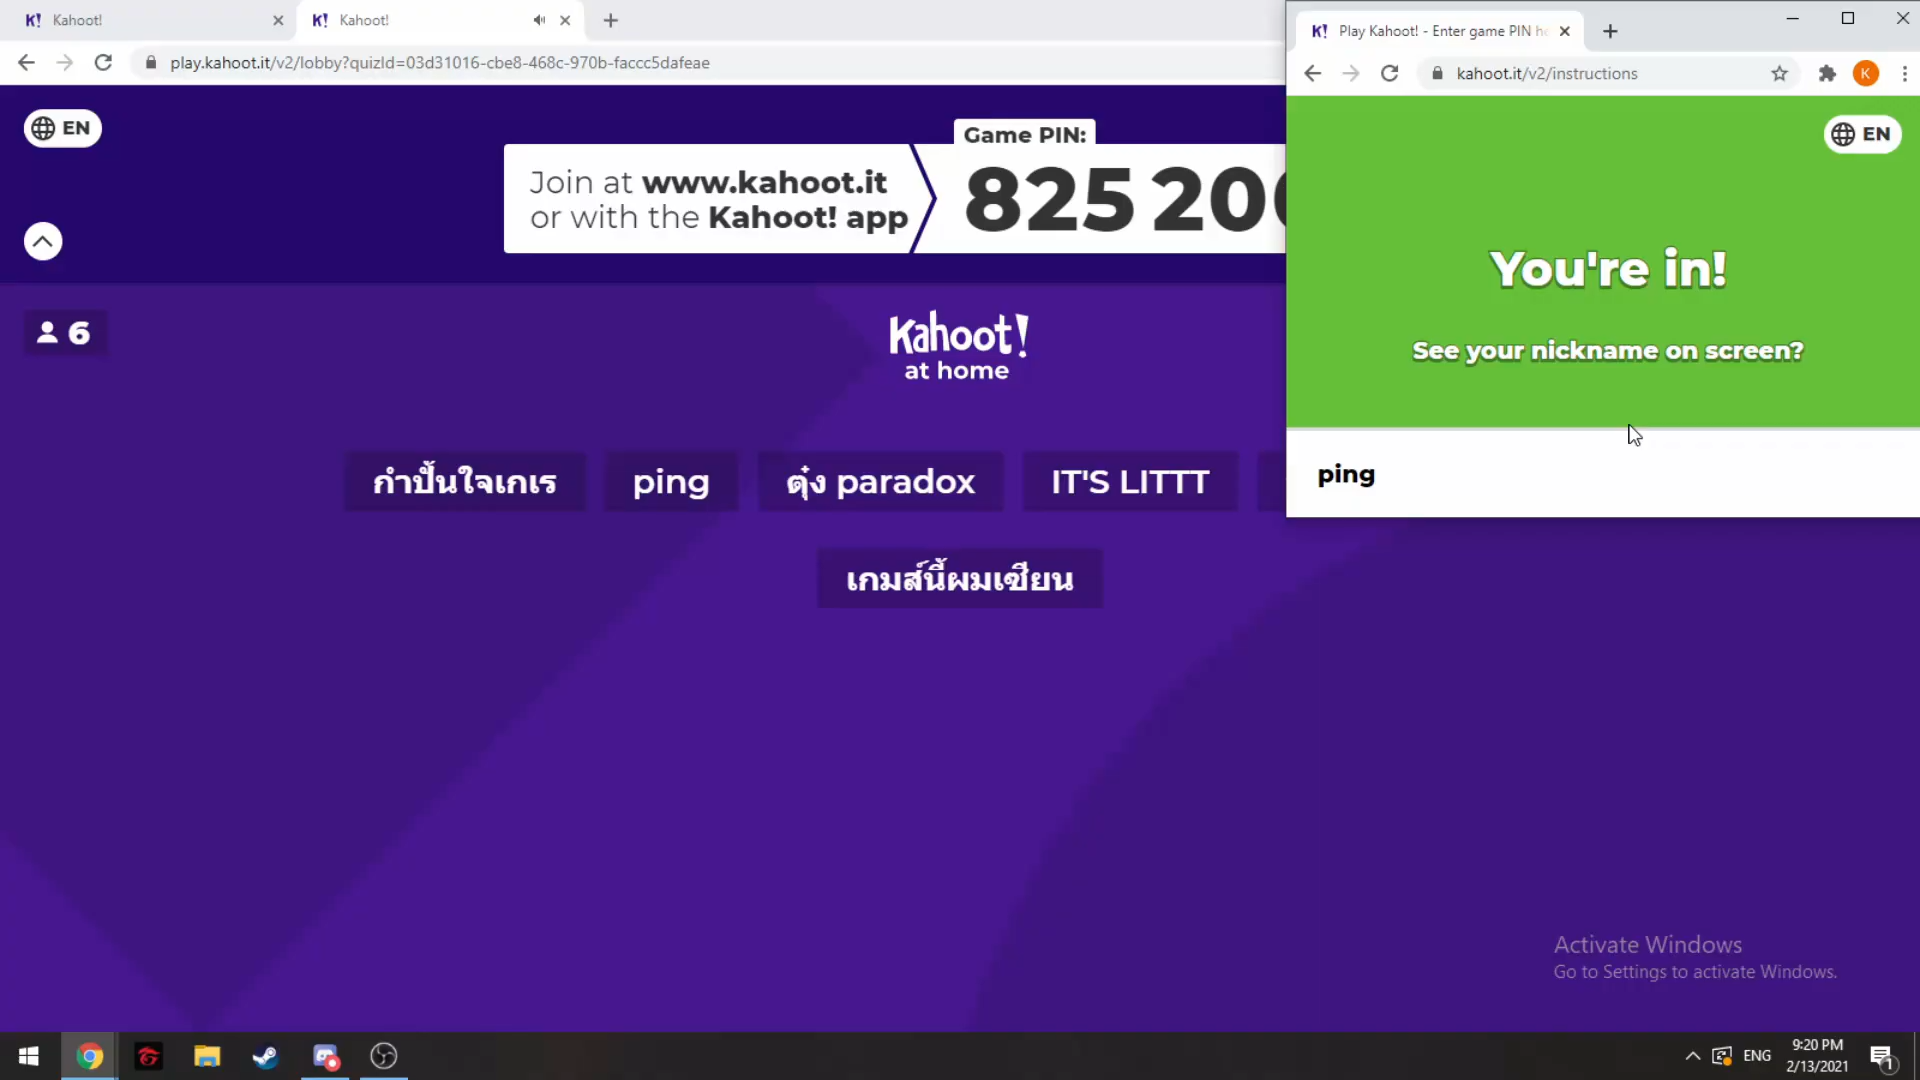 Kahoot!
Kahoot!
play.kahoot.it/v2/lobby?quizId=03d31016-cbe8-468c-970b-faccc5dafeae
Play Kahoot! - Enter game PIN
K
kahoot.it/v2/instructions
EN
Join at www.kahoot.it
or with the Kahoot! app
Game PIN:
825 20
EN
You're in!
See your nickname on screen?
ping
6
Kahoot!
at home
กำปั้นใจเกเร
ping
ตุ๋ง paradox
IT'S LITTT
เกมส์นี้ผมเซียน
Activate Windows
Go to Settings to activate Windows.
ENG
9:20 PM
2/13/2021
1